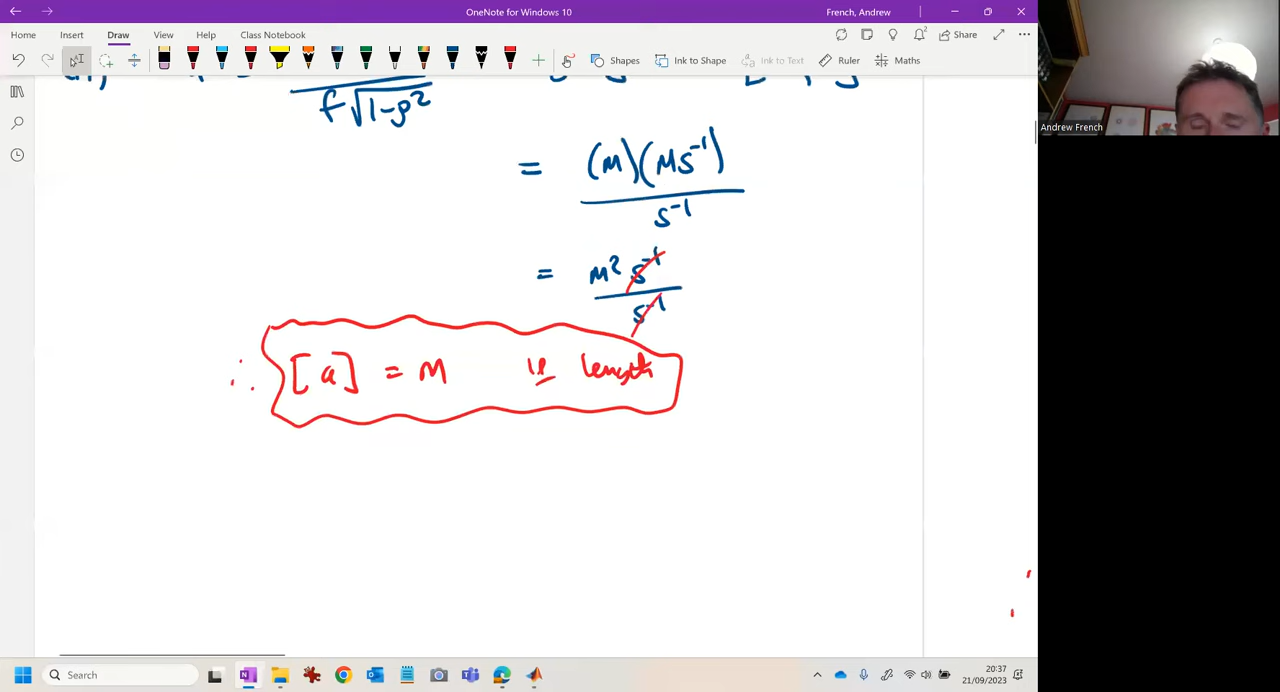 OneNote for Windows 10
French, Andrew
Home Insert Draw View Help Class Notebook
Share
Shapes Ink to Shape Ink to Text Ruler Maths
Andrew French
f√1-ρ²
= (M)(Ms⁻¹)
s⁻¹
= M² s⁻¹
s⁻¹
∴ [a] = M ie length
Search
20:37
21/09/2023